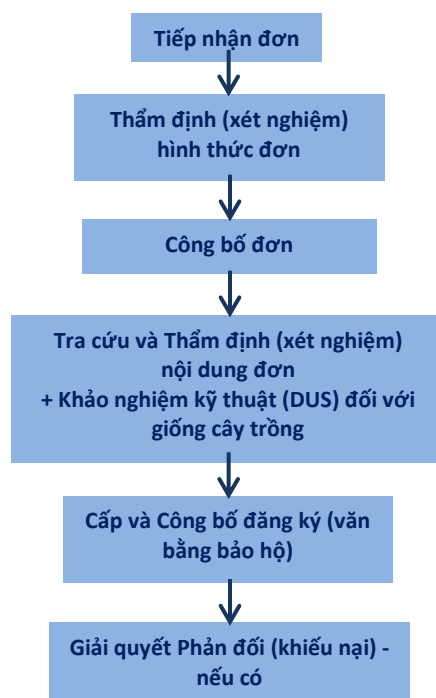 Tiếp nhận đơn
Thẩm định (xét nghiệm)
hình thức đơn
Công bố đơn
Tra cứu và Thẩm định (xét nghiệm)
nội dung đơn
+ Khảo nghiệm kỹ thuật (DUS) đối với
giống cây trồng
Cấp và Công bố đăng ký (văn
bằng bảo hộ)
Giải quyết Phản đối (khiếu nại) -
nếu có